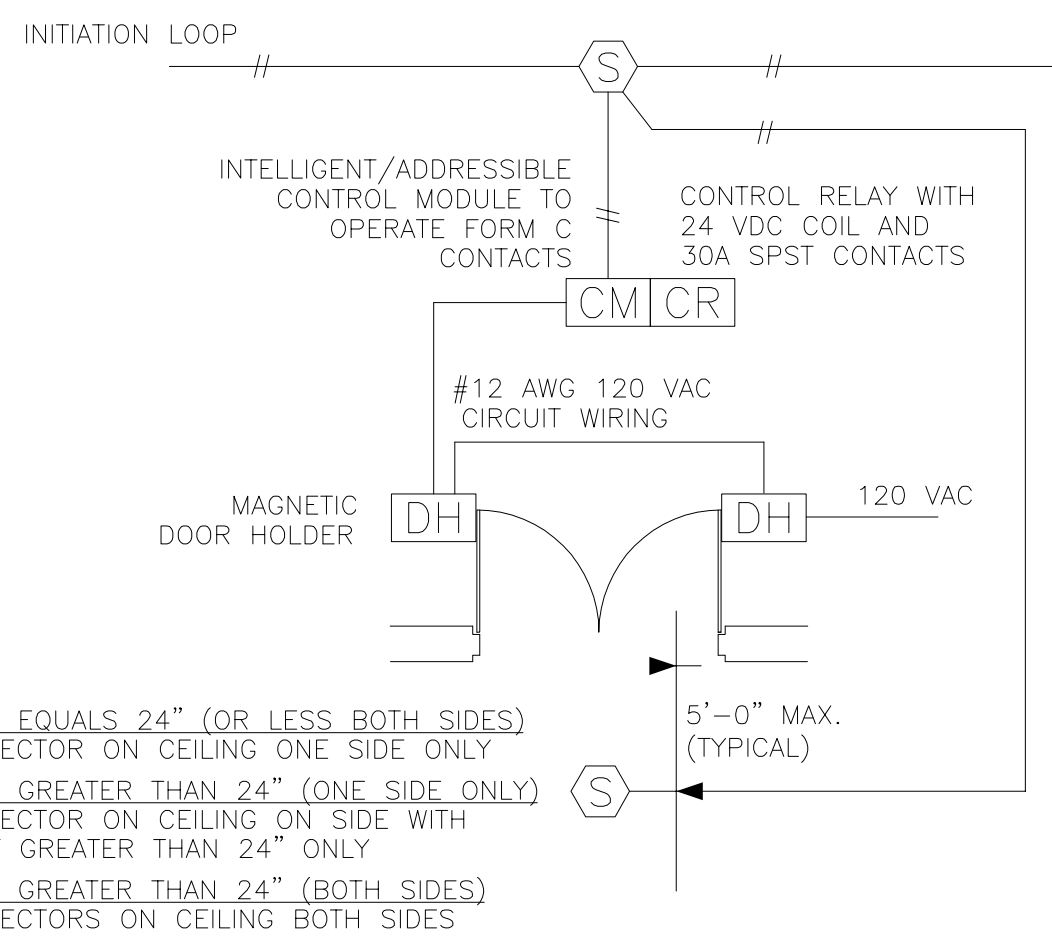 INITIATION LOOP
S
INTELLIGENT/ADDRESSIBLE
CONTROL MODULE TO
OPERATE FORM C
CONTACTS
CONTROL RELAY WITH
24 VDC COIL AND
30A SPST CONTACTS
CM CR
#12 AWG 120 VAC
CIRCUIT WIRING
MAGNETIC
DOOR HOLDER
DH
DH
120 VAC
5'-0" MAX.
(TYPICAL)
S
EQUALS 24" (OR LESS BOTH SIDES)
ECTOR ON CEILING ONE SIDE ONLY
GREATER THAN 24" (ONE SIDE ONLY)
ECTOR ON CEILING ON SIDE WITH
GREATER THAN 24" ONLY
GREATER THAN 24" (BOTH SIDES)
ECTORS ON CEILING BOTH SIDES